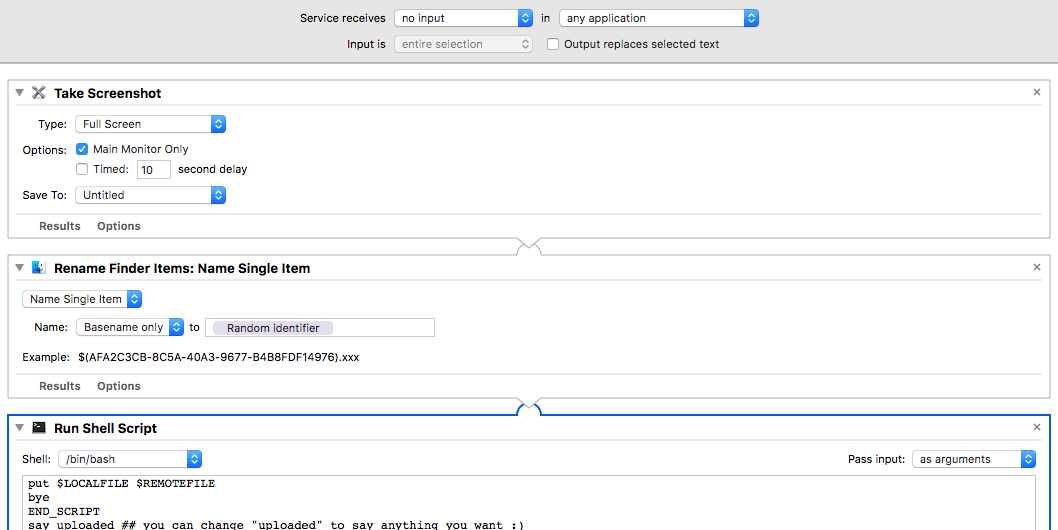 Service receives no input in any application
Input is entire selection Output replaces selected text
Take Screenshot
Type: Full Screen
Options: Main Monitor Only
Timed: 10 second delay
Save To: Untitled
Results Options
Rename Finder Items: Name Single Item
Name Single Item
Name: Basename only to Random identifier
Example: $(AFA2C3CB-8C5A-40A3-9677-B4B8FDF14976).xxx
Results Options
Run Shell Script
Shell: /bin/bash Pass input: as arguments
put $LOCALFILE $REMOTEFILE
bye
END_SCRIPT
say uploaded ## you can change "uploaded" to say anything you want :)